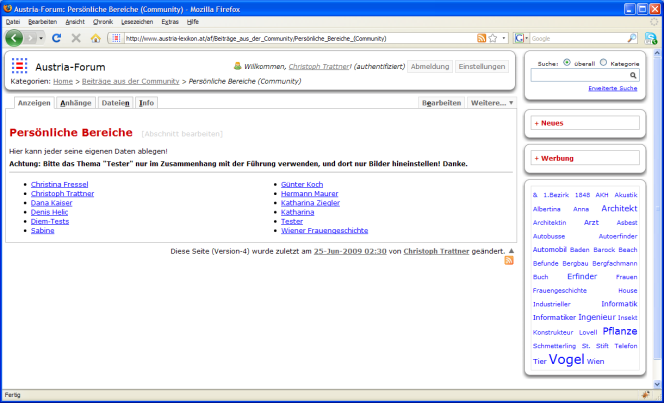 Austria-Forum: Persönliche Bereiche (Community) - Mozilla Firefox
Datei Bearbeiten Ansicht Chronik Lesezeichen Extras Hilfe
http://www.austria-lexikon.at/af/Beiträge_aus_der_Community/Persönliche_Bereiche_(Community)
Google
Austria-Forum
Willkommen, Christoph Trattner! (authentifiziert) Abmeldung Einstellungen
Kategorien: Home > Beiträge aus der Community > Persönliche Bereiche (Community)
Suche: überall Kategorie
Erweiterte Suche
Anzeigen Anhänge Dateien Info Bearbeiten Weitere...
Persönliche Bereiche [Abschnitt bearbeiten]
Hier kann jeder seine eigenen Daten ablegen!
Achtung: Bitte das Thema "Tester" nur im Zusammenhang mit der Führung verwenden, und dort nur Bilder hineinstellen! Danke.
Christina Fressel
Christoph Trattner
Dana Kaiser
Denis Helic
Diem-Tests
Sabine
Günter Koch
Hermann Maurer
Katharina Ziegler
Katharina
Tester
Wiener Frauengeschichte
Diese Seite (Version-4) wurde zuletzt am 25-Jun-2009 02:30 von Christoph Trattner geändert.
+ Neues
+ Werbung
& 1.Bezirk 1848 AKH Akustik
Albertina Anna Architekt
Architektin Arzt Asbest
Autobusse Autoerfinder
Automobil Baden Barock Beach
Befunde Bergbau Bergfachmann
Buch Erfinder Frauen
Frauengeschichte House
Industrieller Informatik
Informatiker Ingenieur Insekt
Konstrukteur Lovell Pflanze
Schmetterling St. Stift Telefon
Tier Vogel Wien
Fertig